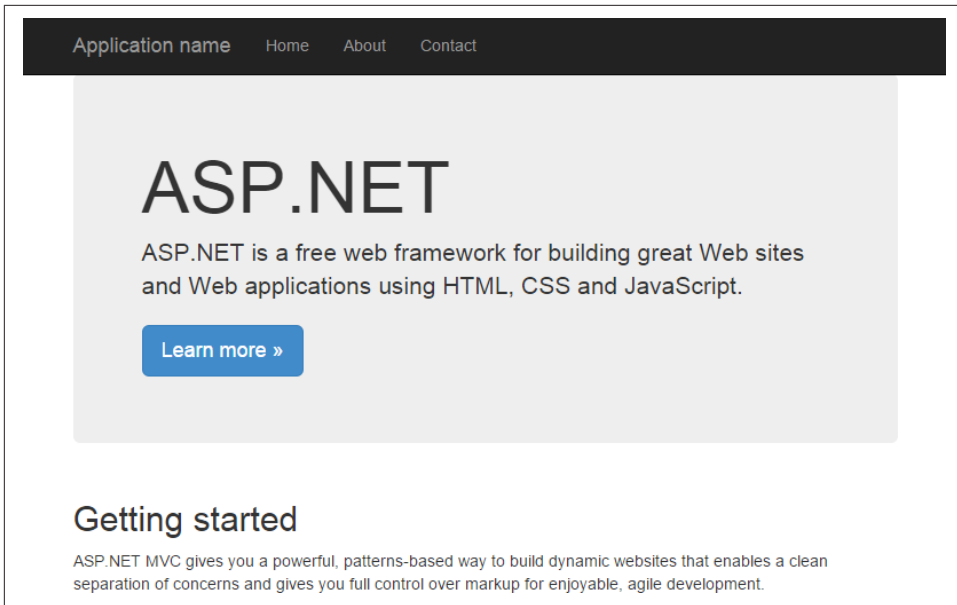 Application name Home About Contact
ASP.NET
ASP.NET is a free web framework for building great Web sites
and Web applications using HTML, CSS and JavaScript.
Learn more »
Getting started
ASP.NET MVC gives you a powerful, patterns-based way to build dynamic websites that enables a clean
separation of concerns and gives you full control over markup for enjoyable, agile development.